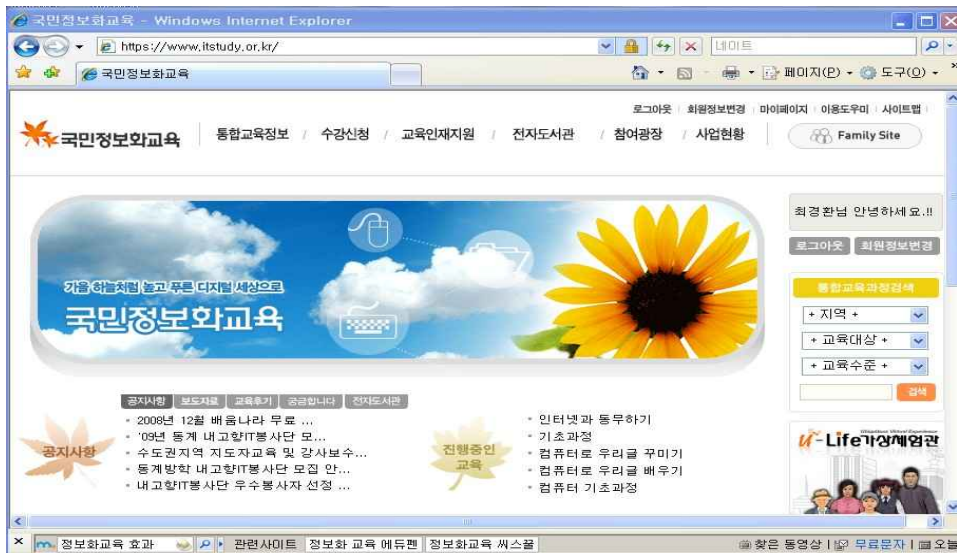 국민정보화교육 - Windows Internet Explorer
https://www.itstudy.or.kr/
네이트
국민정보화교육
페이지(P) 도구(O)
로그아웃 회원정보변경 마이페이지 이용도우미 사이트맵
국민정보화교육 통합교육정보 / 수강신청 / 교육인재지원 / 전자도서관 / 참여광장 / 사업현황 Family Site
최경환님 안녕하세요.!!
로그아웃 회원정보변경
가을 하늘처럼 높고 푸른 디지털 세상으로
국민정보화교육
통합교육과정검색
+ 지역 +
+ 교육대상 +
+ 교육수준 +
검색
공지사항 보도자료 교육후기 궁금합니다 전자도서관
공지사항
2008년 12월 배움나라 무료 ...
'09년 동계 내고향IT봉사단 모...
수도권지역 지도자교육 및 강사보수...
동계방학 내고향IT봉사단 모집 안...
내고향IT봉사단 우수봉사자 선정 ...
진행중인
교육
인터넷과 동무하기
기초과정
컴퓨터로 우리글 꾸미기
컴퓨터로 우리글 배우기
컴퓨터 기초과정
u-Life가상체험관
정보화교육 효과 관련사이트 정보화 교육 에듀펜 정보화교육 씨스꿀 찾은 동영상 무료문자 오늘